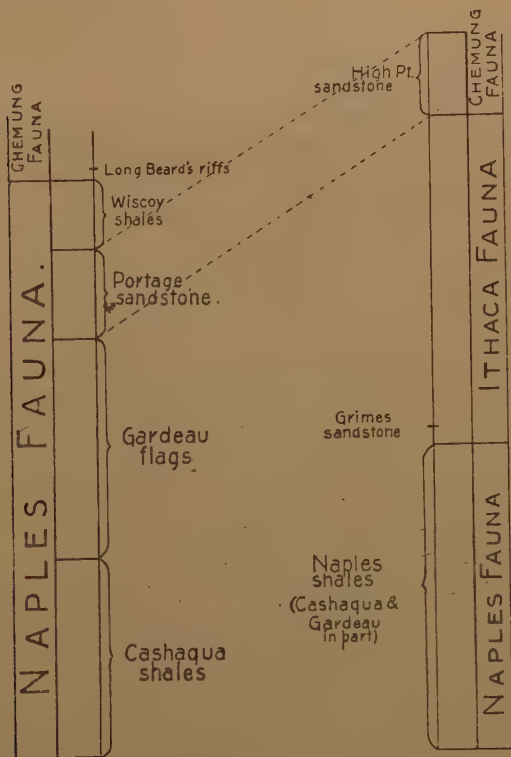 CHEMUNG
FAUNA
Long Beard's riffs
Wiscoy
shales
Portage
sandstone.
Gardeau
flags
Cashaqua
shales
NAPLES FAUNA.
High Pt.
sandstone
CHEMUNG
FAUNA
ITHACA FAUNA
Grimes
sandstone
Naples
shales
(Cashaqua &
Gardeau
in part)
NAPLES FAUNA